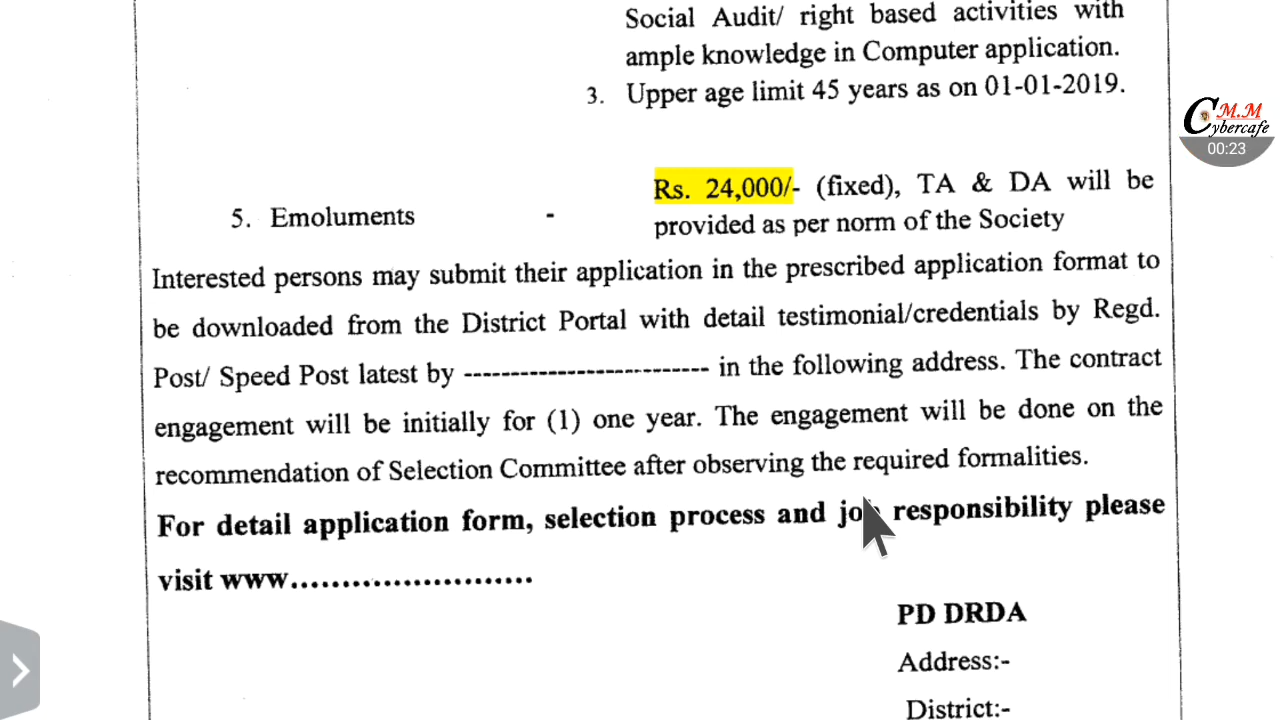 Social Audit/ right based activities with
ample knowledge in Computer application.
3. Upper age limit 45 years as on 01-01-2019.
M.M
Cybercafe
00:23
Rs. 24,000/- (fixed), TA & DA will be
5. Emoluments -
provided as per norm of the Society
Interested persons may submit their application in the prescribed application format to
be downloaded from the District Portal with detail testimonial/credentials by Regd.
Post/ Speed Post latest by -------------------------- in the following address. The contract
engagement will be initially for (1) one year. The engagement will be done on the
recommendation of Selection Committee after observing the required formalities.
For detail application form, selection process and job responsibility please
visit www........................
PD DRDA
Address:-
District:-